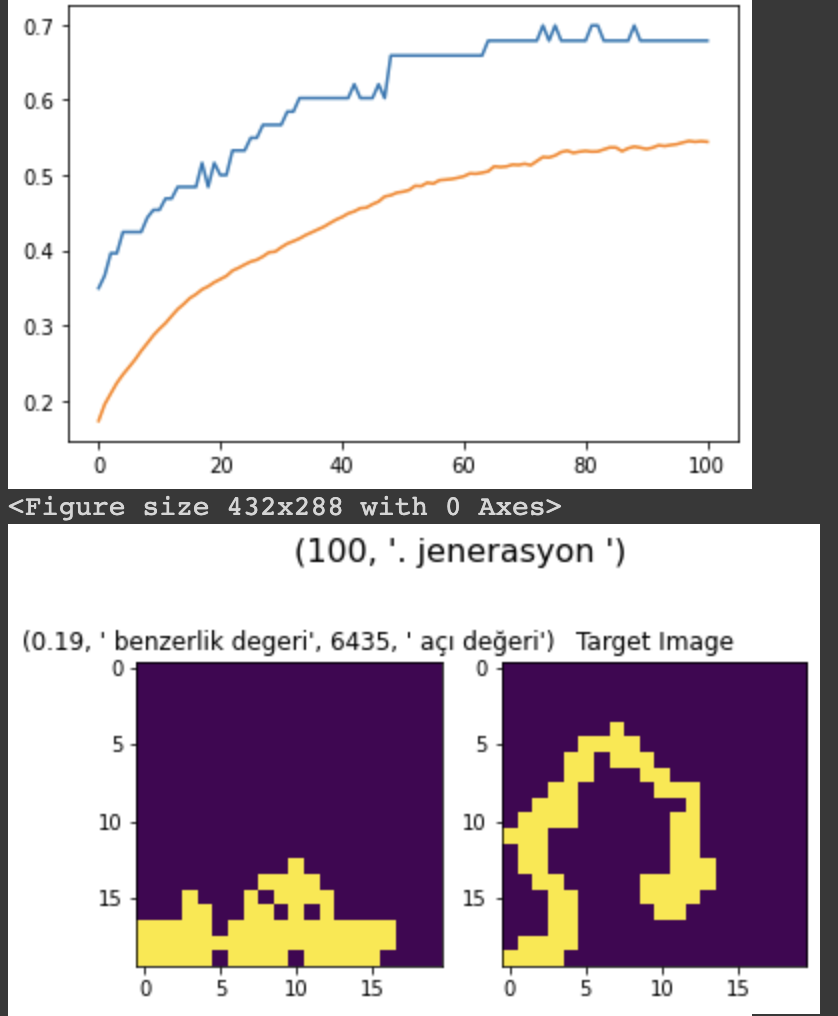 0.7
0.6
0.5
0.4
0.3
0.2
0 20 40 60 80 100
<Figure size 432x288 with 0 Axes>
(100, '. jenerasyon ')
(0.19, ' benzerlik degeri', 6435, ' açı değeri') Target Image
0 0
5 5
10 10
15 15
0 5 10 15 0 5 10 15